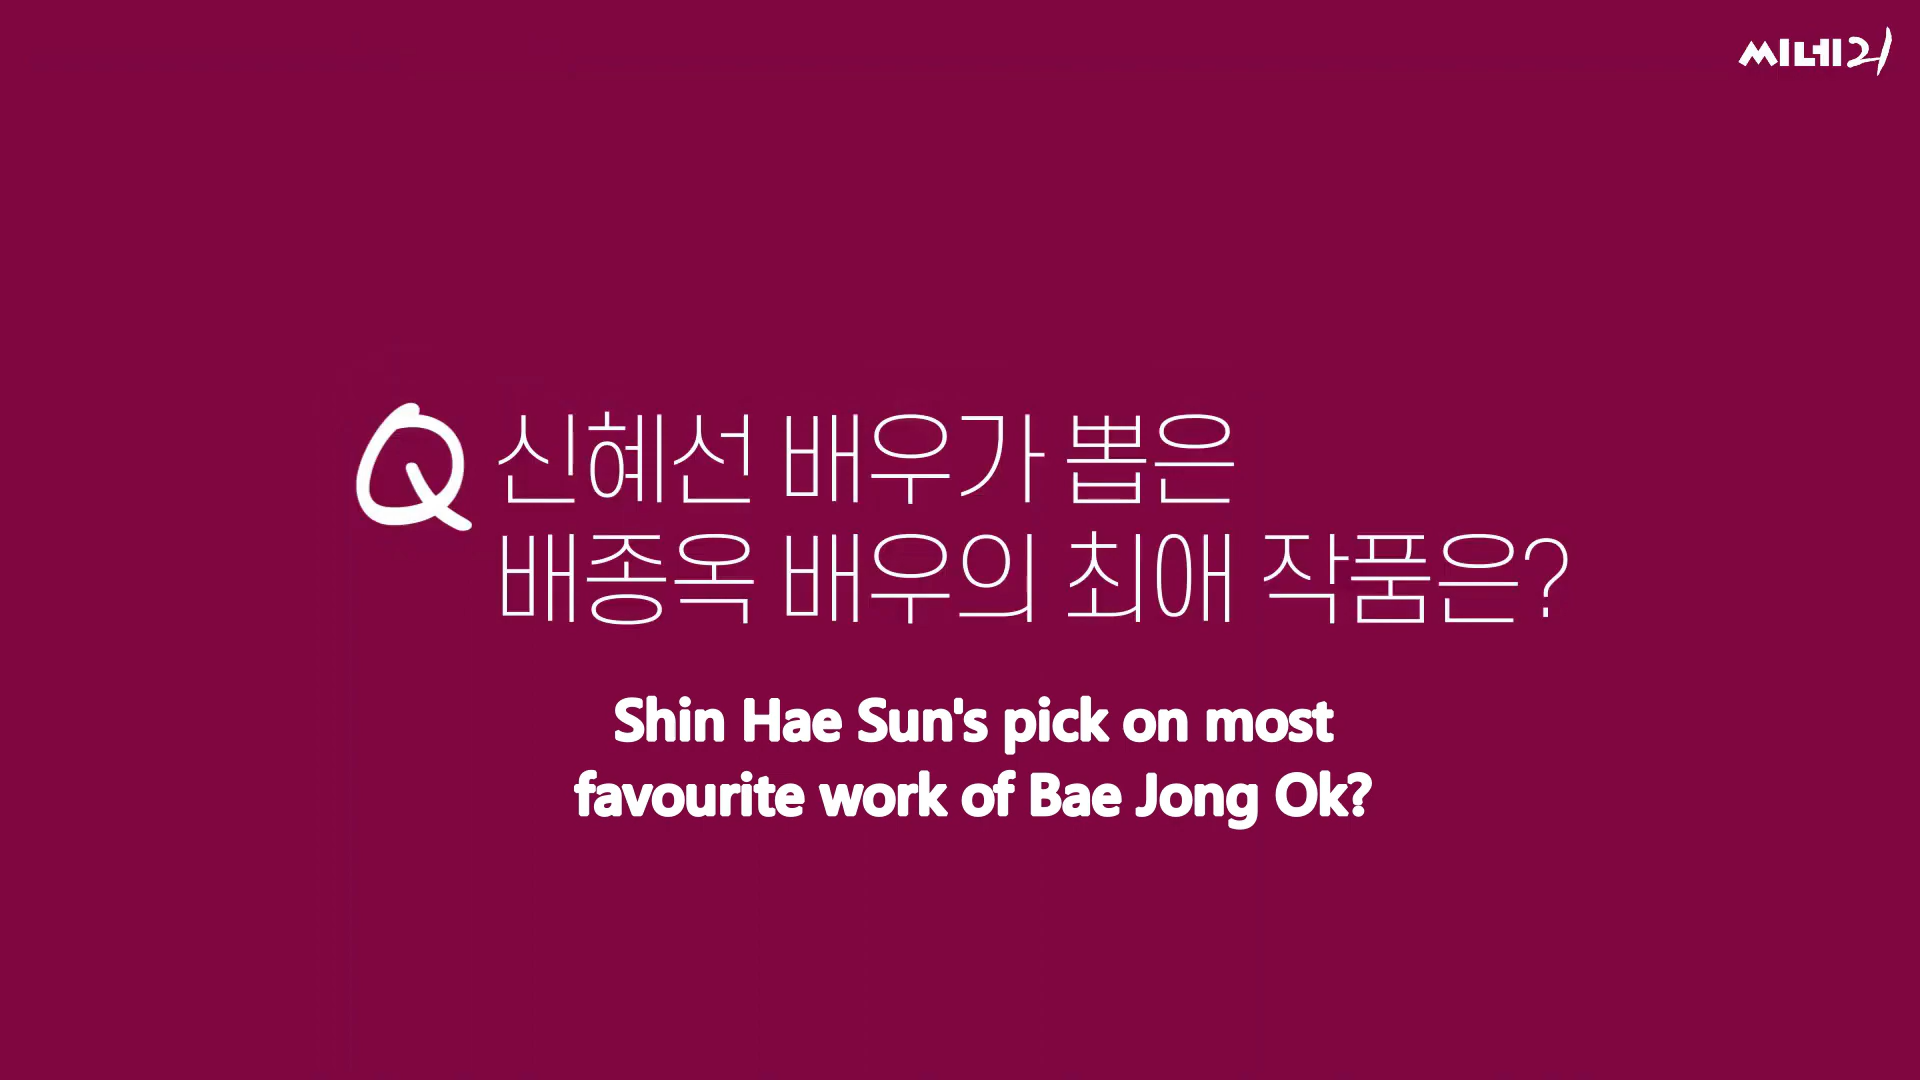 씨네21
Q 신혜선 배우가 뽑은
배종옥 배우의 최애 작품은?
Shin Hae Sun's pick on most
favourite work of Bae Jong Ok?